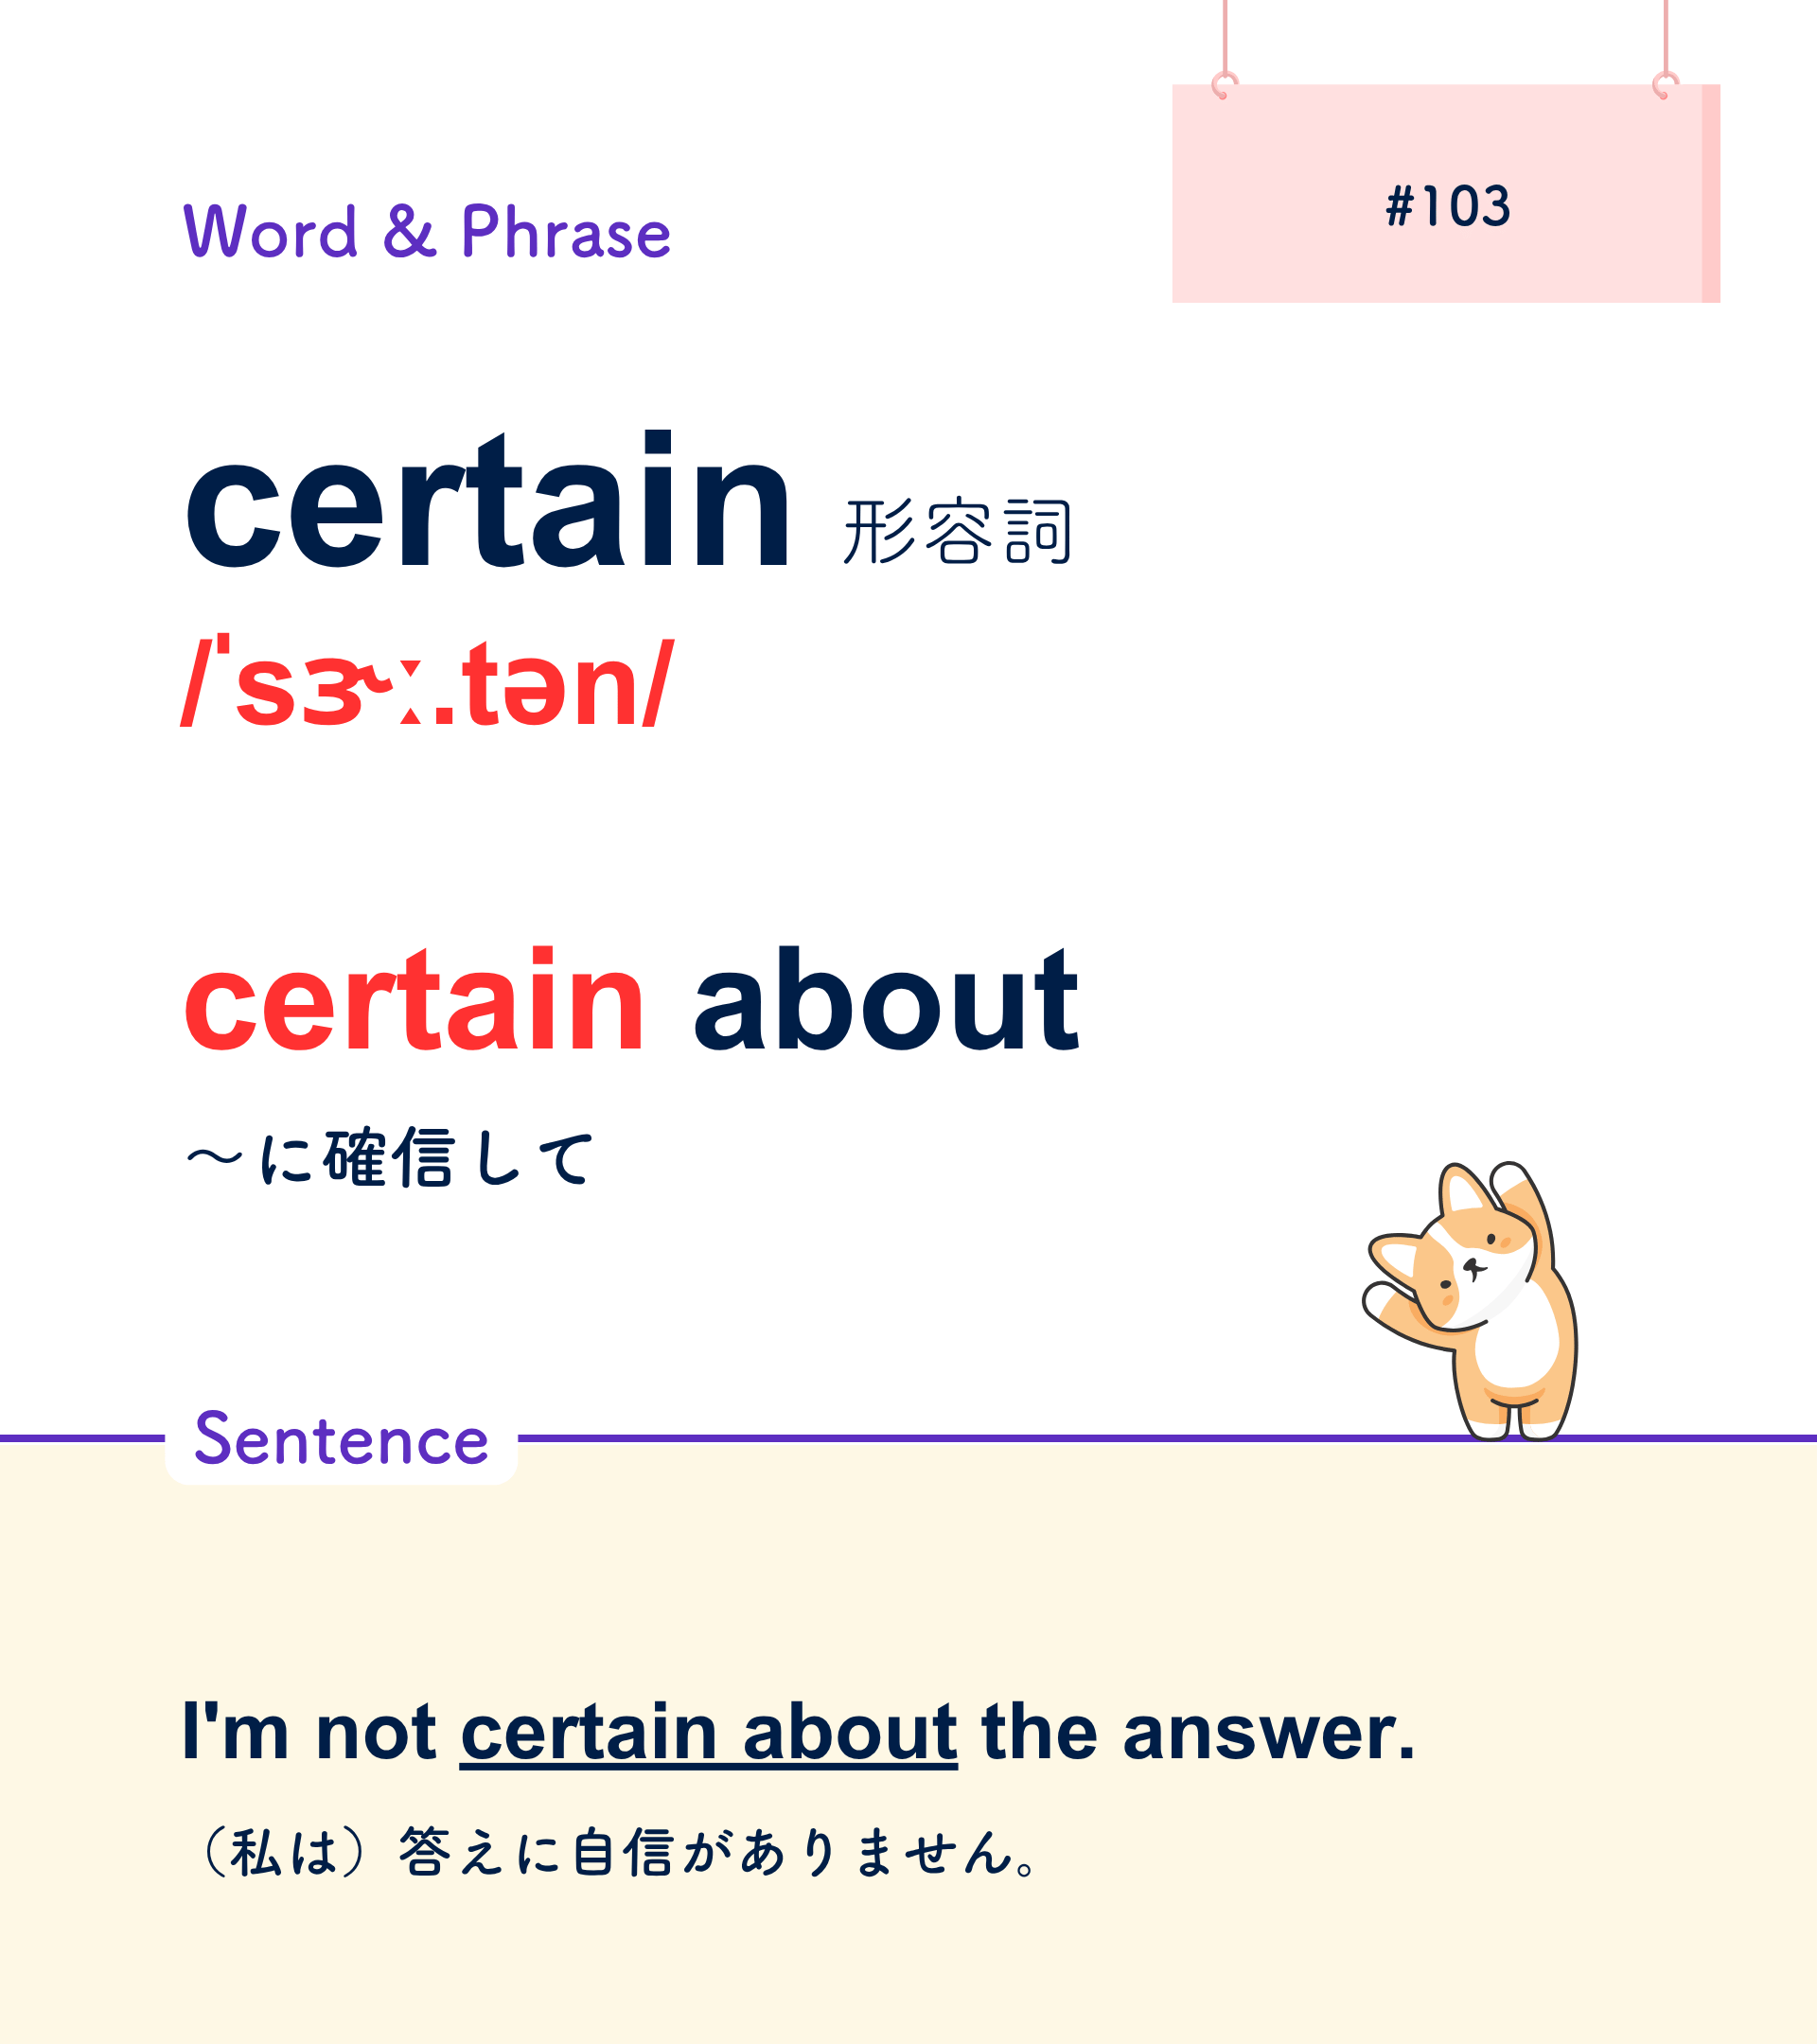 #103
Word & Phrase
certain 形容詞
/ˈsɝː.tən/
certain about
～に確信して
Sentence
I'm not certain about the answer.
（私は）答えに自信がありません。